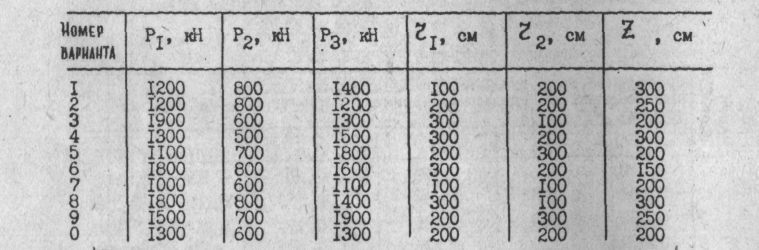 Номер варианта P₁, кН P₂, кН P₃, кН Z₁, см Z₂, см Z , см
1 1200 800 1400 100 200 300
2 1200 800 1200 200 200 250
3 1900 600 1300 300 100 200
4 1300 500 1500 300 200 300
5 1100 700 1800 200 300 200
6 1800 800 1600 300 200 150
7 1000 600 1100 100 100 200
8 1800 800 1400 300 100 300
9 1500 700 1900 200 300 250
0 1300 600 1300 200 200 200